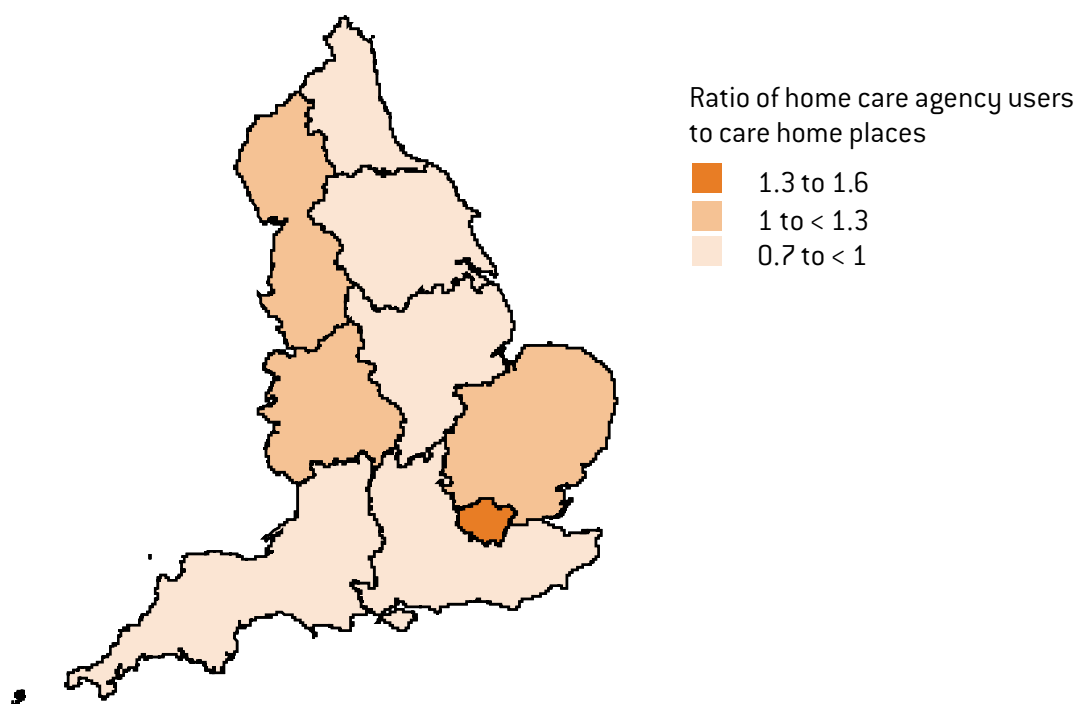 Ratio of home care agency users
to care home places
1.3 to 1.6
1 to < 1.3
0.7 to < 1